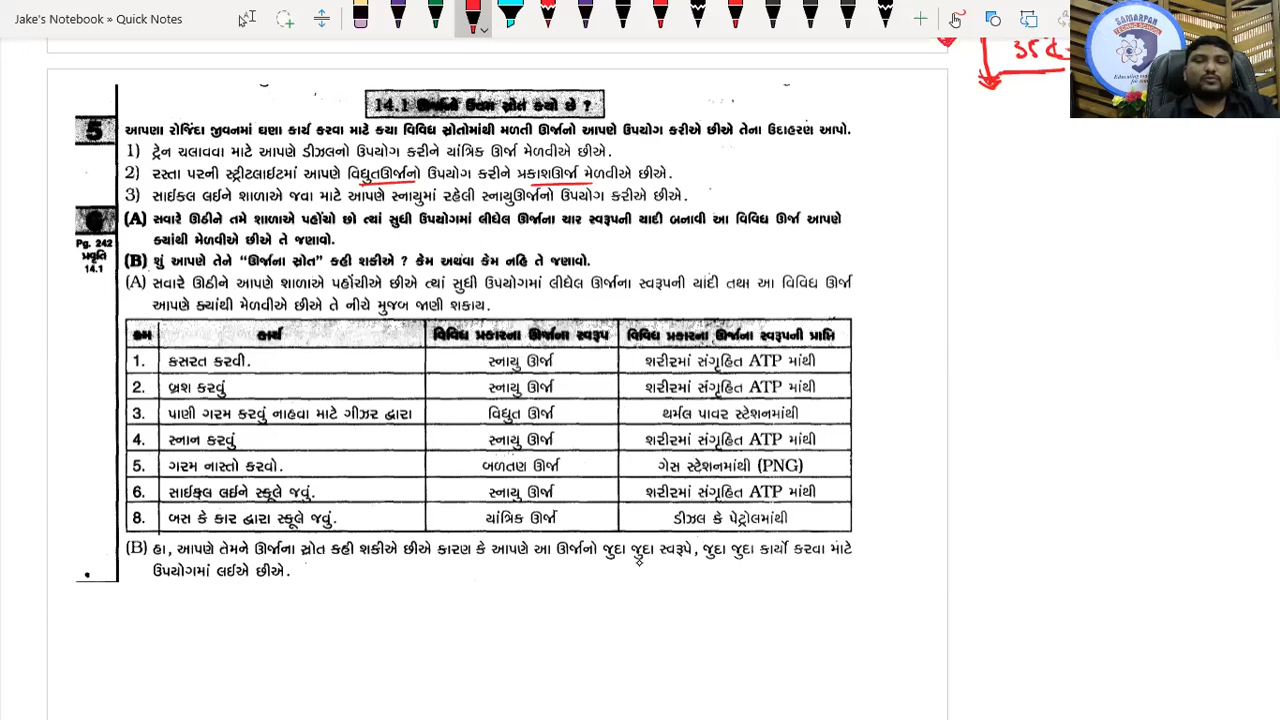 Jake's Notebook » Quick Notes
SAMARPAN
TECHNO SCHOOL
14.1 ઊર્જાનો ઉત્તમ સ્રોત કયો છે ?
5
આપણા રોજિંદા જીવનમાં ઘણા કાર્ય કરવા માટે કયા વિવિધ સ્રોતોમાંથી મળતી ઊર્જાનો આપણે ઉપયોગ કરીએ છીએ તેના ઉદાહરણ આપો.
1) ટ્રેન ચલાવવા માટે આપણે ડીઝલનો ઉપયોગ કરીને યાંત્રિક ઊર્જા મેળવીએ છીએ.
2) રસ્તા પરની સ્ટ્રીટલાઈટમાં આપણે વિદ્યુતઊર્જાનો ઉપયોગ કરીને પ્રકાશઊર્જા મેળવીએ છીએ.
3) સાઈકલ લઈને શાળાએ જવા માટે આપણે સ્નાયુમાં રહેલી સ્નાયુઊર્જાનો ઉપયોગ કરીએ છીએ.
(A) સવારે ઊઠીને તમે શાળાએ પહોંચો છો ત્યાં સુધી ઉપયોગમાં લીધેલ ઊર્જાના ચાર સ્વરૂપની યાદી બનાવી આ વિવિધ ઊર્જા આપણે
ક્યાંથી મેળવીએ છીએ તે જણાવો.
Pg. 242
પ્રવૃતિ
14.1
(B) શું આપણે તેને “ઊર્જાના સ્રોત” કહી શકીએ ? કેમ અથવા કેમ નહિ તે જણાવો.
(A) સવારે ઊઠીને આપણે શાળાએ પહોંચીએ છીએ ત્યાં સુધી ઉપયોગમાં લીધેલ ઊર્જાના સ્વરૂપની યાદી તથા આ વિવિધ ઊર્જા
આપણે ક્યાંથી મેળવીએ છીએ તે નીચે મુજબ જાણી શકાય.
ક્રમ કાર્ય વિવિધ પ્રકારના ઊર્જાના સ્વરૂપ વિવિધ પ્રકારના ઊર્જાના સ્વરૂપની પ્રાપ્તિ
1. કસરત કરવી. સ્નાયુ ઊર્જા શરીરમાં સંગૃહિત ATP માંથી
2. બ્રશ કરવું સ્નાયુ ઊર્જા શરીરમાં સંગૃહિત ATP માંથી
3. પાણી ગરમ કરવું નાહવા માટે ગીઝર દ્વારા વિદ્યુત ઊર્જા થર્મલ પાવર સ્ટેશનમાંથી
4. સ્નાન કરવું સ્નાયુ ઊર્જા શરીરમાં સંગૃહિત ATP માંથી
5. ગરમ નાસ્તો કરવો. બળતણ ઊર્જા ગેસ સ્ટેશનમાંથી (PNG)
6. સાઈકલ લઈને સ્કૂલે જવું. સ્નાયુ ઊર્જા શરીરમાં સંગૃહિત ATP માંથી
8. બસ કે કાર દ્વારા સ્કૂલે જવું. યાંત્રિક ઊર્જા ડીઝલ કે પેટ્રોલમાંથી
(B) હા, આપણે તેમને ઊર્જાના સ્રોત કહી શકીએ છીએ કારણ કે આપણે આ ઊર્જાનો જુદા જુદા સ્વરૂપે, જુદા જુદા કાર્યો કરવા માટે
ઉપયોગમાં લઈએ છીએ.